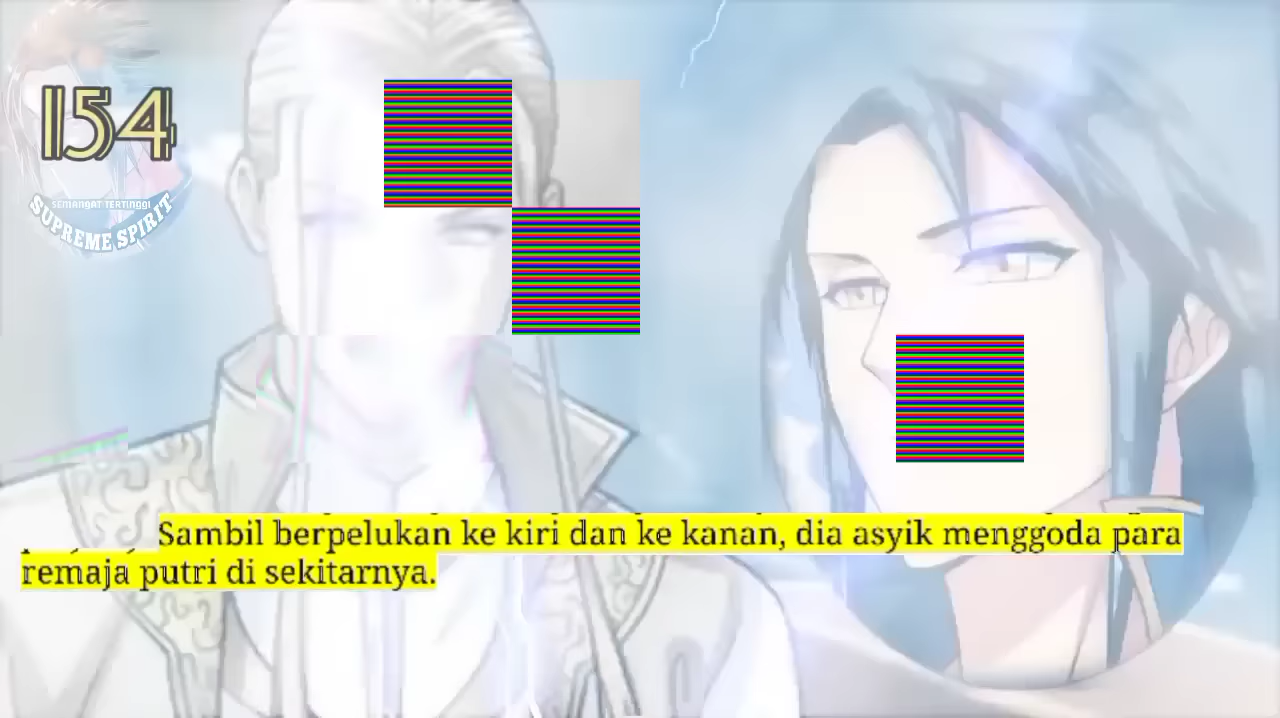 154
SEMANGAT TERTINGGI
SUPREME SPIRIT
Sambil berpelukan ke kiri dan ke kanan, dia asyik menggoda para
remaja putri di sekitarnya.